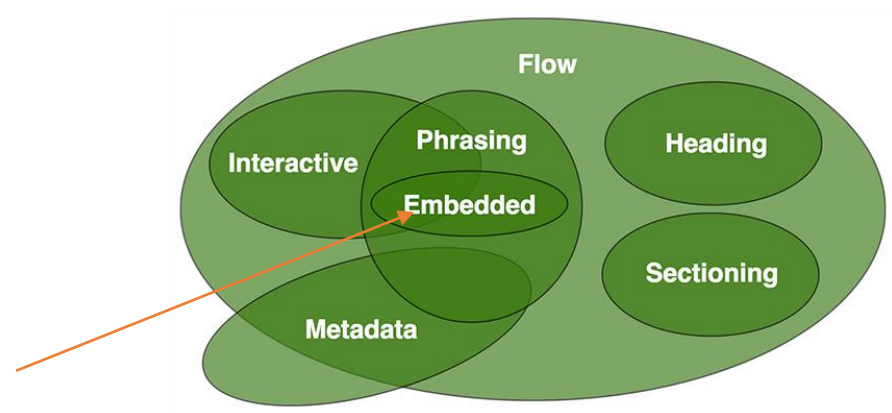 Flow
Phrasing
Heading
Interactive
Embedded
Sectioning
Metadata